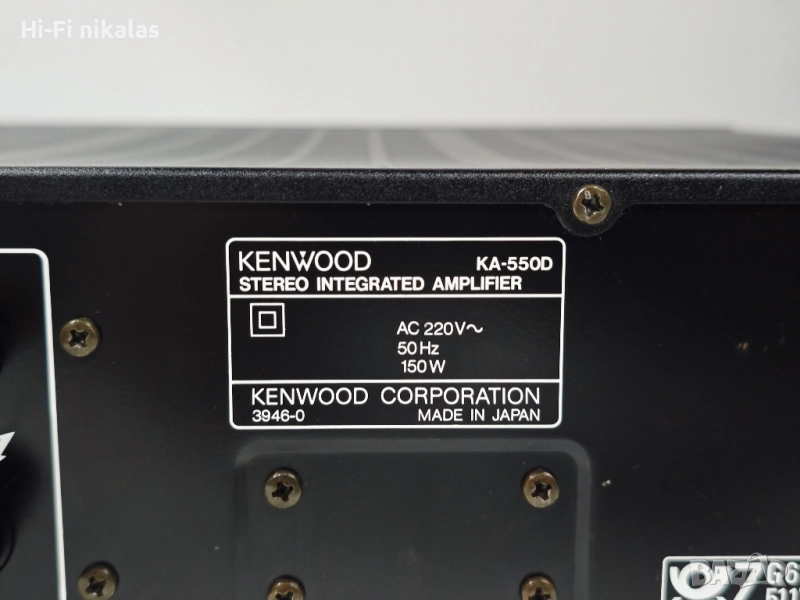 Hi-Fi nikalas
KENWOOD KA-550D
STEREO INTEGRATED AMPLIFIER
AC 220V~
50Hz
150W
KENWOOD CORPORATION
3946-0 MADE IN JAPAN